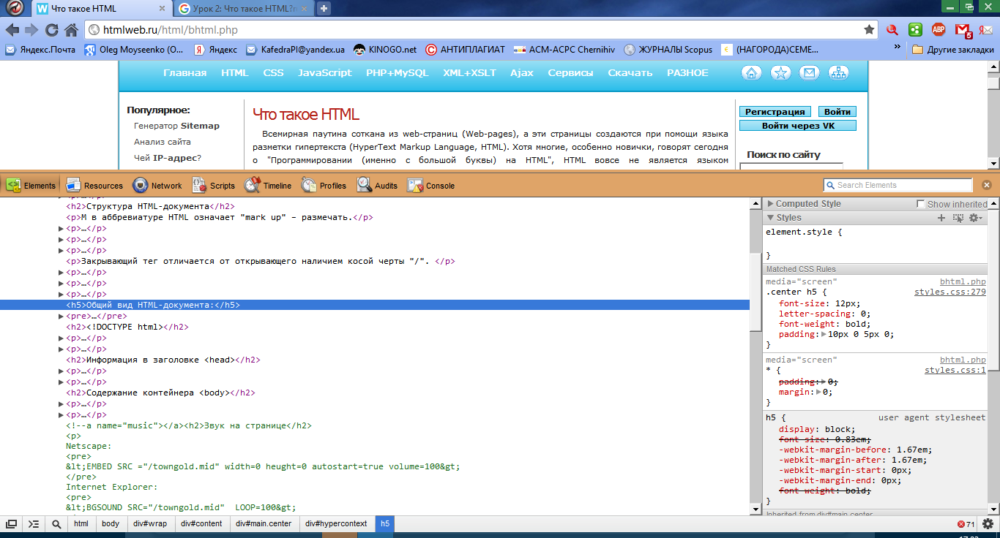 Что такое HTML
Урок 2: Что такое HTML?
htmlweb.ru/html/bhtml.php
ABP
5
Яндекс.Почта Oleg Moyseenko (О... Яндекс KafedraPI@yandex.ua KINOGO.net АНТИПЛАГИАТ ACM-ACPC Chernihiv ЖУРНАЛЫ Scopus (НАГОРОДА)СЕМЕ... » Другие закладки
Главная HTML CSS JavaScript PHP+MySQL XML+XSLT Ajax Сервисы Скачать РАЗНОЕ
Популярное:
Генератор Sitemap
Анализ сайта
Чей IP-адрес?
Что такое HTML
Всемирная паутина соткана из web-страниц (Web-pages), а эти страницы создаются при помощи языка
разметки гипертекста (HyperText Markup Language, HTML). Хотя многие, особенно новички, говорят сегодня
о "Программировании (именно с большой буквы) на HTML", HTML вовсе не является языком
Регистрация Войти
Войти через VK
Поиск по сайту
Elements Resources Network Scripts Timeline Profiles Audits Console Search Elements
<p>…</p>
<h2>Структура HTML-документа</h2>
<p>M в аббревиатуре HTML означает "mark up" – размечать.</p>
<p>…</p>
<p>…</p>
<p>…</p>
<p>Закрывающий тег отличается от открывающего наличием косой черты "/". </p>
<p>…</p>
<p>…</p>
<p>…</p>
<h5>Общий вид HTML-документа:</h5>
<pre>…</pre>
<h2><!DOCTYPE html></h2>
<p>…</p>
<p>…</p>
<h2>Информация в заголовке <head></h2>
<p>…</p>
<p>…</p>
<h2>Содержание контейнера <body></h2>
<p>…</p>
<p>…</p>
<!--a name="music"></a><h2>Звук на странице</h2>
<p>
Netscape:
<pre>
&lt;EMBED SRC ="/towngold.mid" width=0 heught=0 autostart=true volume=100&gt;
</pre>
Internet Explorer:
<pre>
&lt;BGSOUND SRC="/towngold.mid"  LOOP=100&gt;
Computed Style Show inherited
Styles
element.style {
}
Matched CSS Rules
media="screen" bhtml.php
.center h5 { styles.css:279
font-size: 12px;
letter-spacing: 0;
font-weight: bold;
padding: 10px 0 5px 0;
}
media="screen" bhtml.php
* { styles.css:1
padding: 0;
margin: 0;
}
h5 { user agent stylesheet
display: block;
font-size: 0.83em;
-webkit-margin-before: 1.67em;
-webkit-margin-after: 1.67em;
-webkit-margin-start: 0px;
-webkit-margin-end: 0px;
font-weight: bold;
}
Inherited from div#main.center
html body div#wrap div#content div#main.center div#hypercontext h5 71